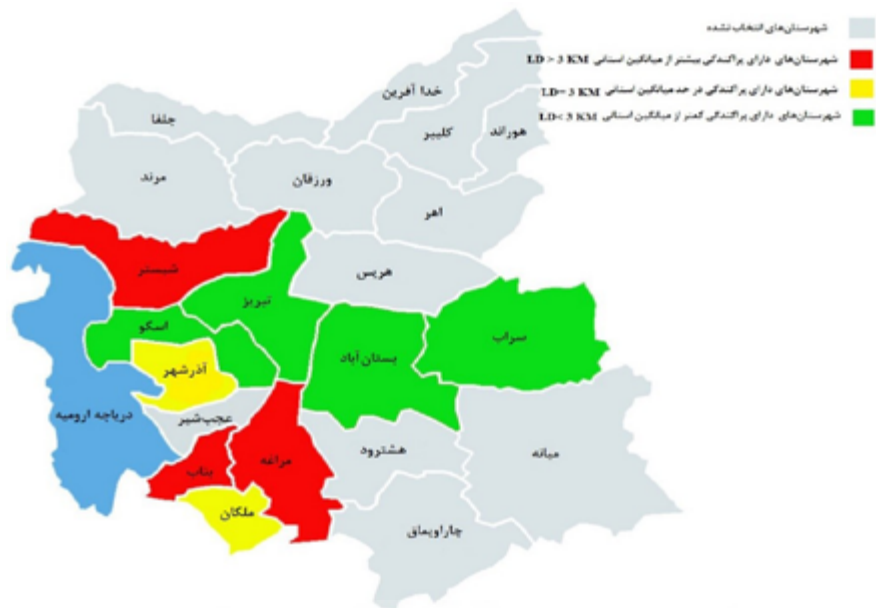 شهرستان‌های انتخاب نشده
شهرستان‌های دارای پراکندگی بیشتر از میانگین استانی LD > 3 KM
شهرستان‌های دارای پراکندگی در حد میانگین استانی LD= 3 KM
شهرستان‌های دارای پراکندگی کمتر از میانگین استانی LD< 3 KM
خدا آفرین
جلفا
کلیبر
هوراند
مرند
ورزقان
اهر
شبستر
هریس
تبریز
اسکو
سراب
بستان‌آباد
آذرشهر
دریاچه ارومیه
عجب‌شیر
هشترود
میانه
بناب
مراغه
ملکان
چاراویماق